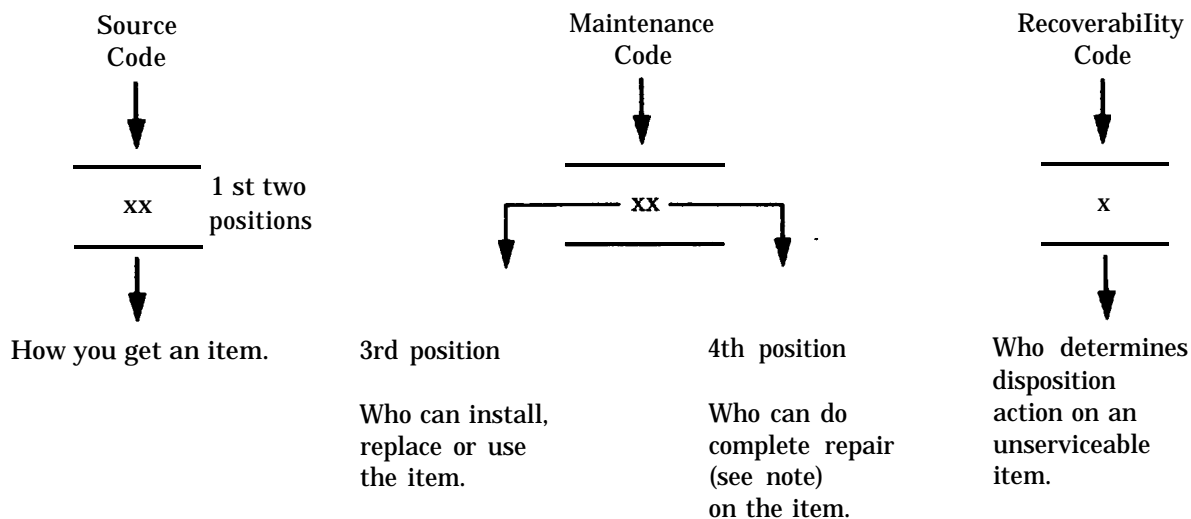 Source
Code
Maintenance
Code
RecoverabiIity
Code
xx
1 st two
positions
xx
x
How you get an item.
3rd position
Who can install,
replace or use
the item.
4th position
Who can do
complete repair
(see note)
on the item.
Who determines
disposition
action on an
unserviceable
item.